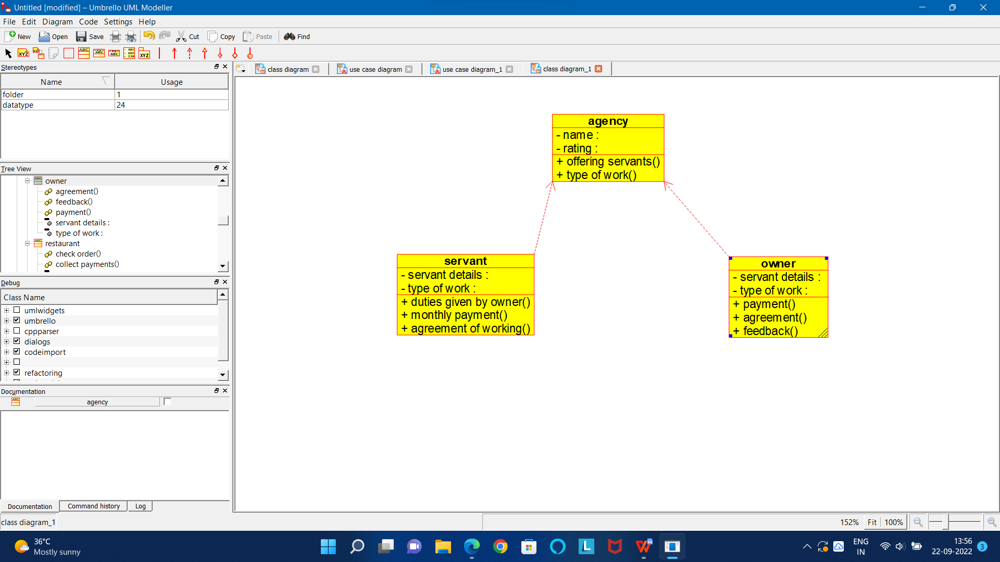 Untitled [modified] – Umbrello UML Modeller
File Edit Diagram Code Settings Help
New Open Save Cut Copy Paste Find
Stereotypes
class diagram use case diagram use case diagram_1 class diagram_1
Name Usage
folder 1
datatype 24
Tree View
owner
agreement()
feedback()
payment()
servant details :
type of work :
restaurant
check order()
collect payments()
Debug
Class Name
umlwidgets
umbrello
cppparser
dialogs
codeimport
refactoring
Documentation
agency
Documentation Command history Log
agency
- name :
- rating :
+ offering servants()
+ type of work()
servant
- servant details :
- type of work :
+ duties given by owner()
+ monthly payment()
+ agreement of working()
owner
- servant details :
- type of work :
+ payment()
+ agreement()
+ feedback()
class diagram_1
152% Fit 100%
36°C
Mostly sunny
ENG
IN
13:56
22-09-2022
3